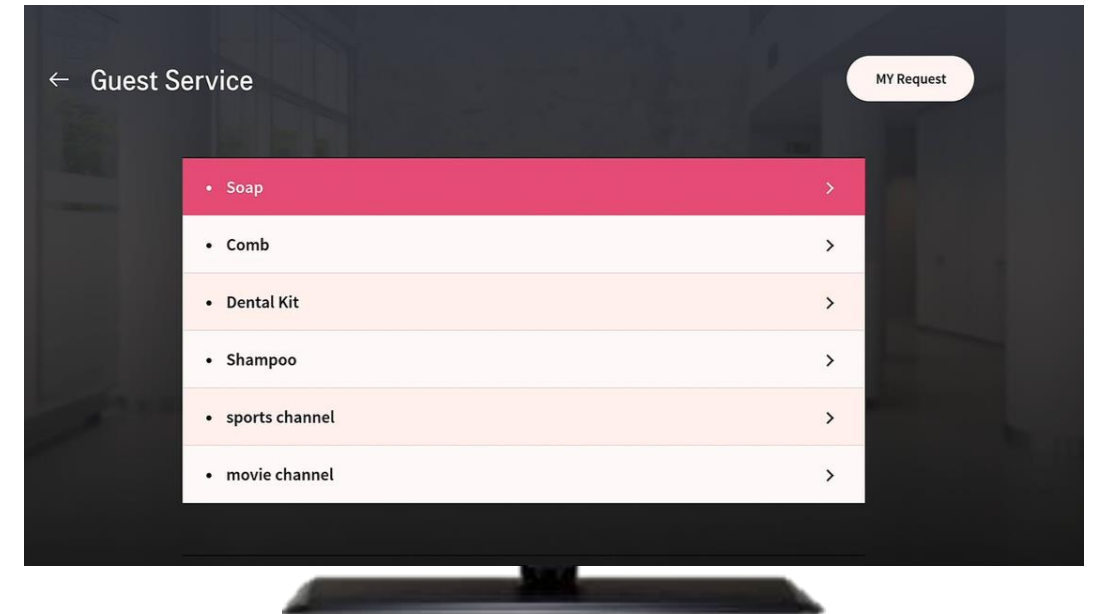 ← Guest Service
MY Request
• Soap
• Comb
• Dental Kit
• Shampoo
• sports channel
• movie channel